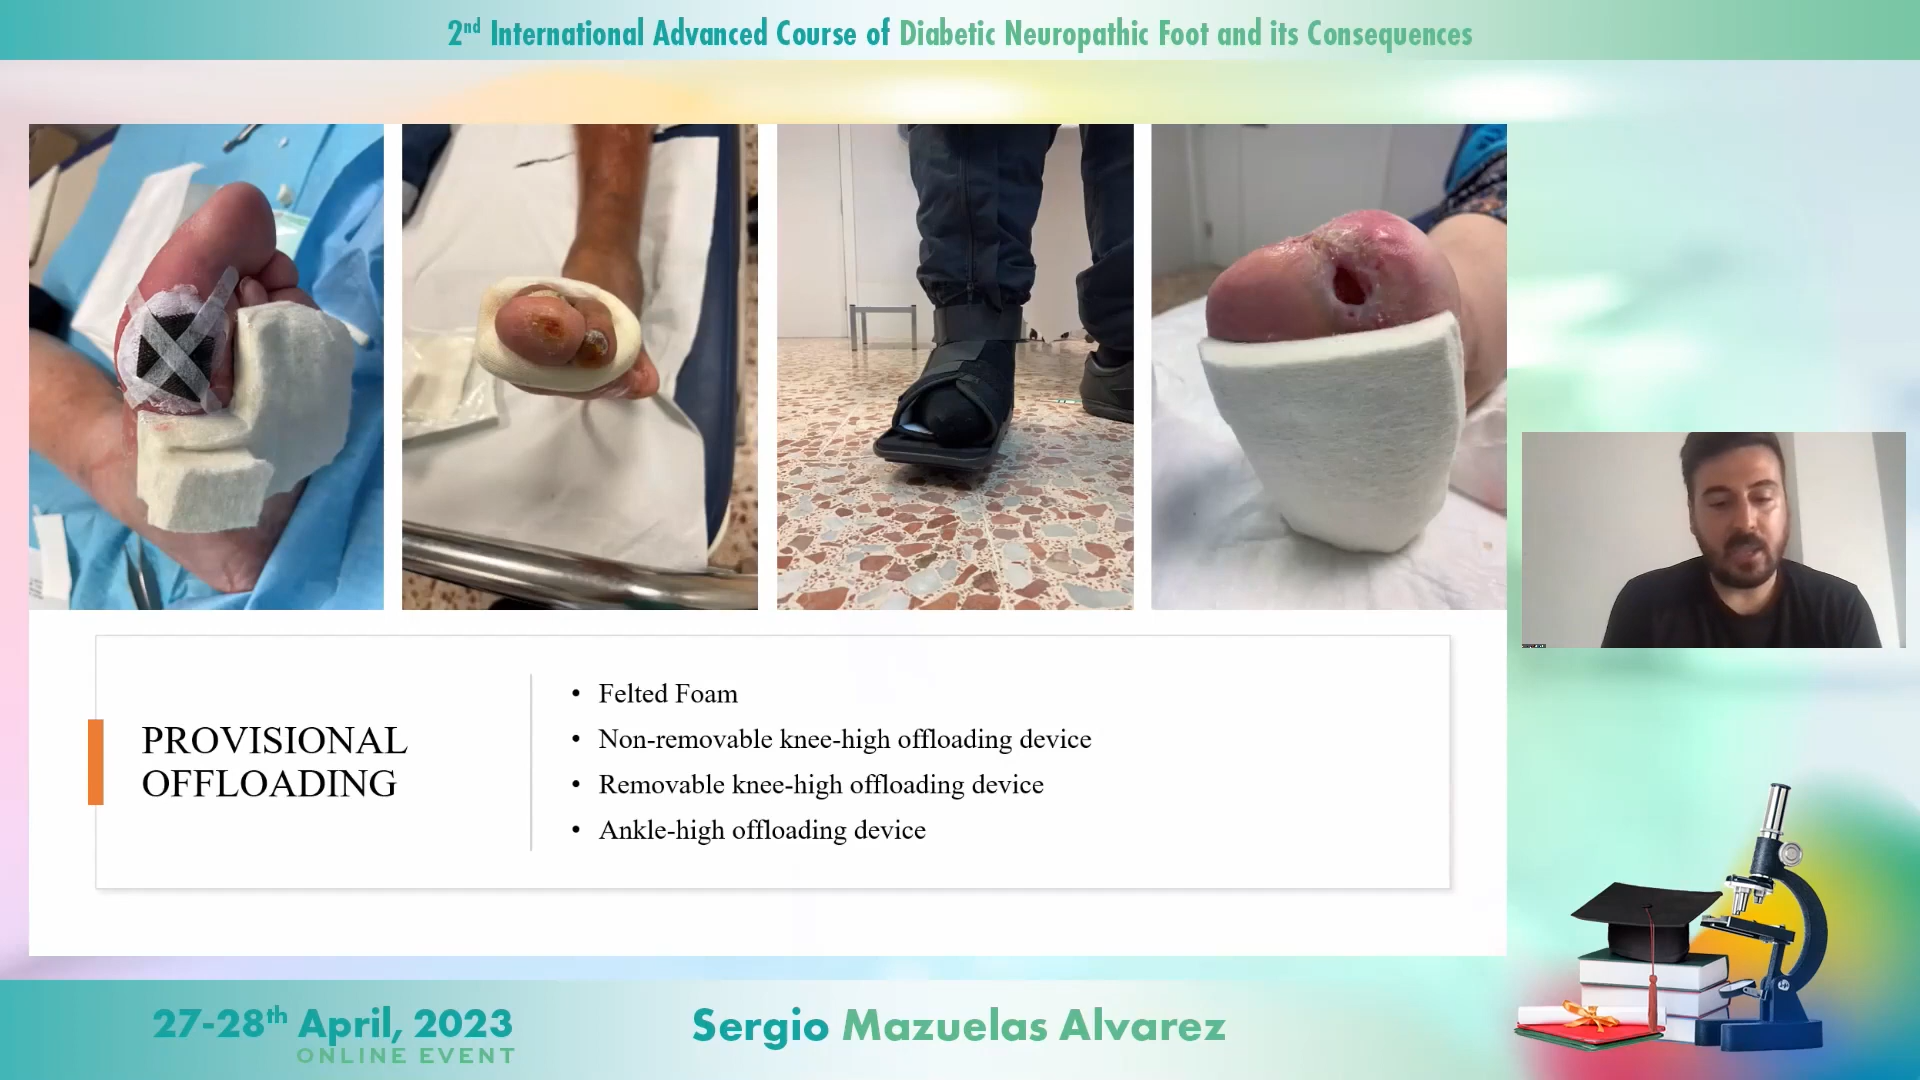 2nd International Advanced Course of Diabetic Neuropathic Foot and its Consequences
PROVISIONAL
OFFLOADING
• Felted Foam
• Non-removable knee-high offloading device
• Removable knee-high offloading device
• Ankle-high offloading device
27-28th April, 2023
ONLINE EVENT
Sergio Mazuelas Alvarez